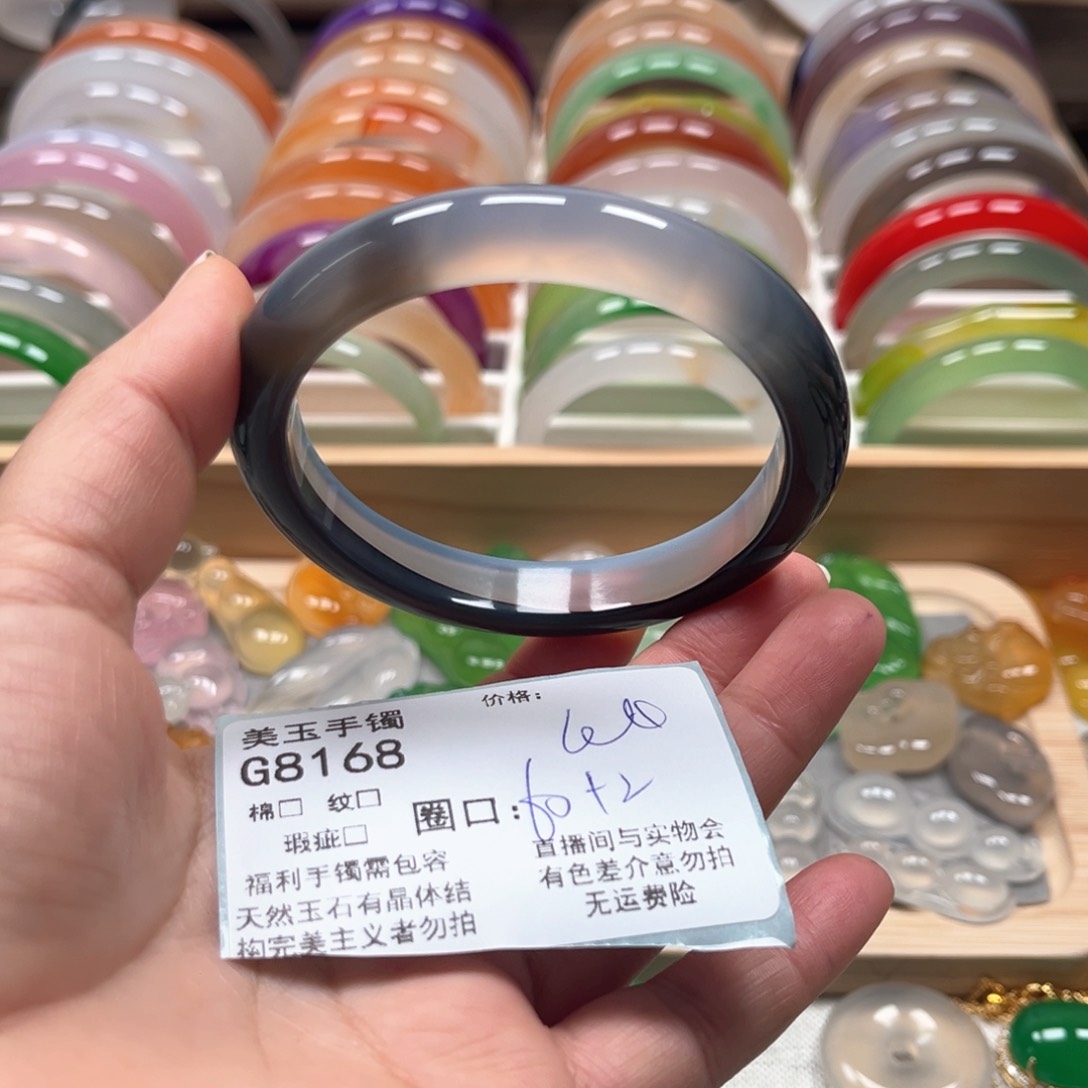 价格:
美玉手镯
G8168
棉□ 纹□
瑕疵□
圈口:60+2
福利手镯需包容
天然玉石有晶体结
构完美主义者勿拍
直播间与实物会
有色差介意勿拍
无运费险